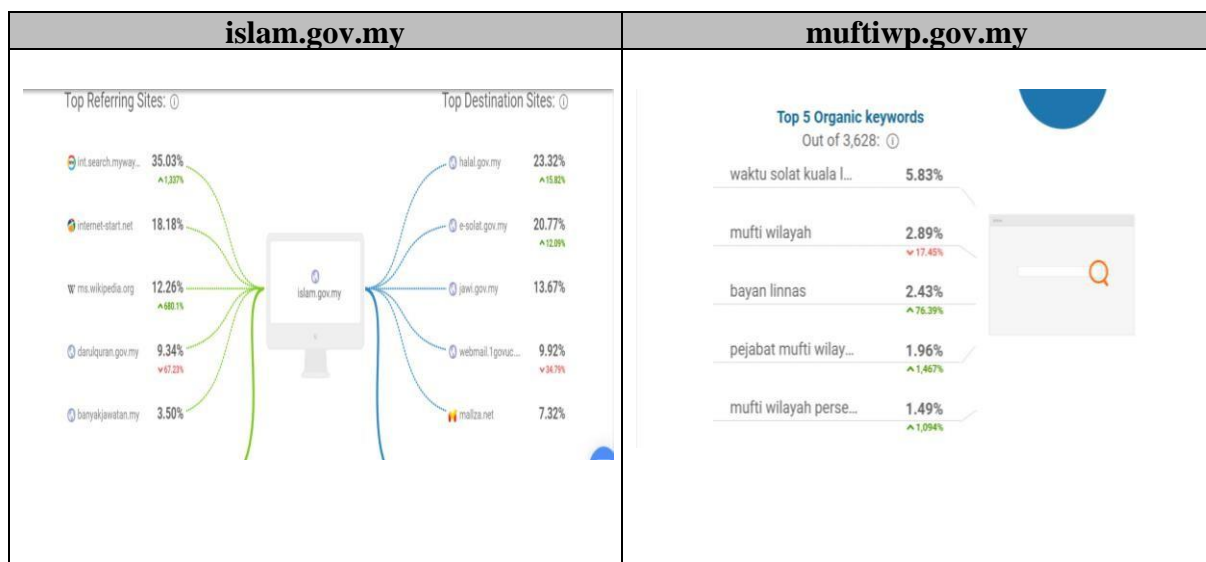 islam.gov.my
muftiwp.gov.my
Top Referring Sites:
Top Destination Sites:
int.search.myway... 35.03%
1,337%
internet-start.net 18.18%
ms.wikipedia.org 12.26%
680.1%
darulquran.gov.my 9.34%
67.23%
banyakjawatan.my 3.50%
islam.gov.my
halal.gov.my 23.32%
15.82%
e-solat.gov.my 20.77%
12.09%
jawi.gov.my 13.67%
webmail.1govuc... 9.92%
34.79%
mallza.net 7.32%
Top 5 Organic keywords
Out of 3,628:
waktu solat kuala l... 5.83%
mufti wilayah 2.89%
17.45%
bayan linnas 2.43%
76.39%
pejabat mufti wilay... 1.96%
1,467%
mufti wilayah perse... 1.49%
1,094%